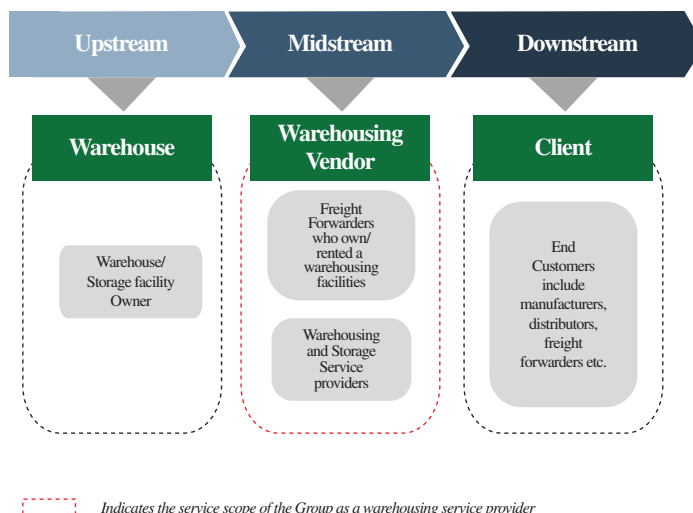 Upstream
Midstream
Downstream
Warehouse
Warehousing
Vendor
Client
Warehouse/
Storage facility
Owner
Freight
Forwarders
who own/
rented a
warehousing
facilities
Warehousing
and Storage
Service
providers
End
Customers
include
manufacturers,
distributors,
freight
forwarders etc.
Indicates the service scope of the Group as a warehousing service provider